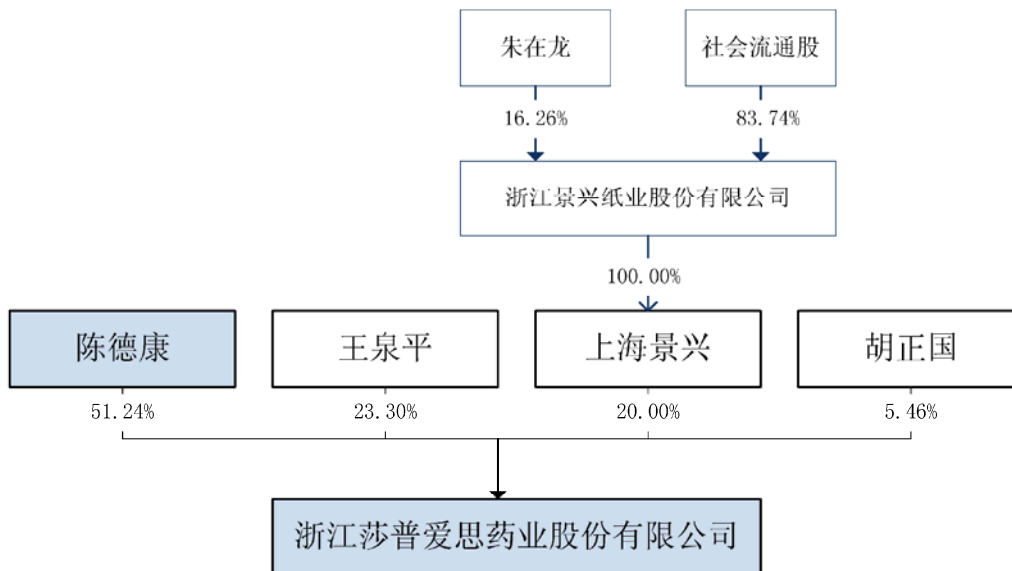 朱在龙
社会流通股
16.26%
83.74%
浙江景兴纸业股份有限公司
100.00%
陈德康
王泉平
上海景兴
胡正国
51.24%
23.30%
20.00%
5.46%
浙江莎普爱思药业股份有限公司